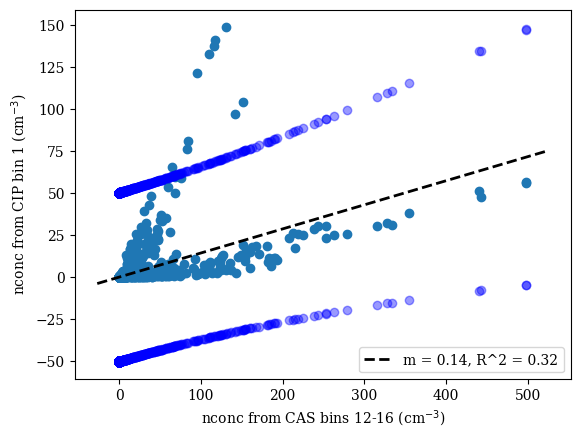 150
125
100
75
50
25
0
−25
−50
nconc from CIP bin 1 (cm⁻³)
m = 0.14, R^2 = 0.32
0 100 200 300 400 500
nconc from CAS bins 12-16 (cm⁻³)